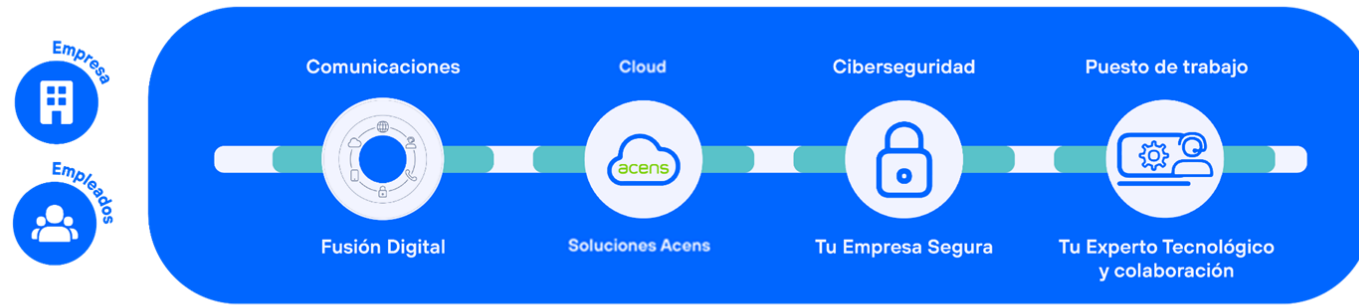 Empresa
Empleados
Comunicaciones
Fusión Digital
Cloud
acens
Soluciones Acens
Ciberseguridad
Tu Empresa Segura
Puesto de trabajo
Tu Experto Tecnológico
y colaboración